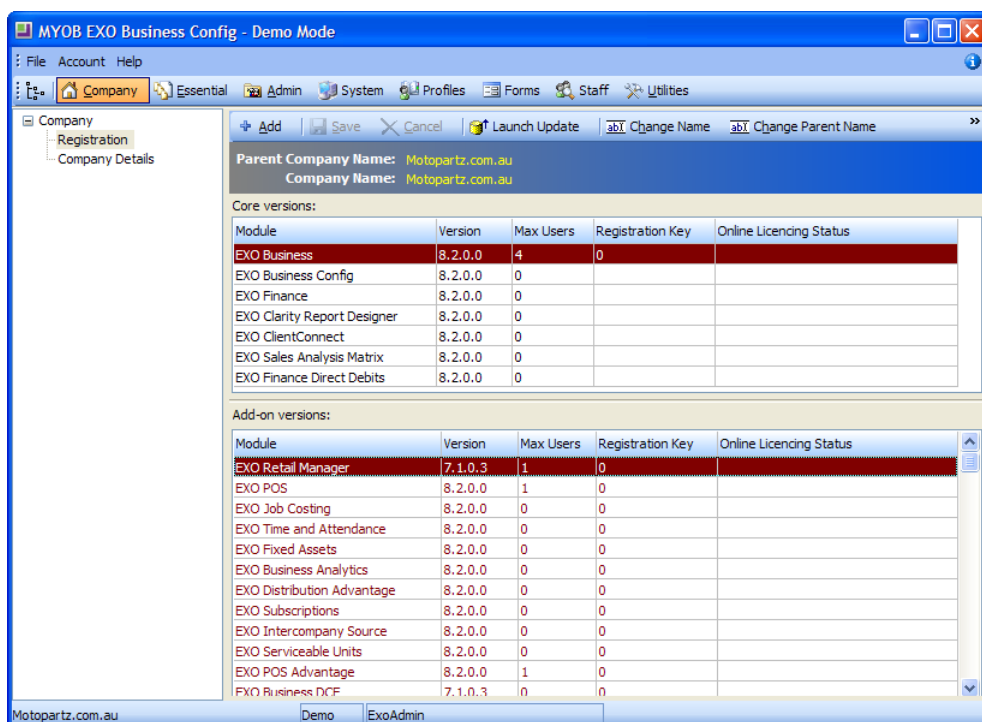 MYOB EXO Business Config - Demo Mode
File Account Help
Company Essential Admin System Profiles Forms Staff Utilities
Company
Registration
Company Details
Add Save Cancel Launch Update Change Name Change Parent Name
Parent Company Name: Motopartz.com.au
Company Name: Motopartz.com.au
Core versions:
Module Version Max Users Registration Key Online Licencing Status
EXO Business 8.2.0.0 4 0
EXO Business Config 8.2.0.0 0
EXO Finance 8.2.0.0 0
EXO Clarity Report Designer 8.2.0.0 0
EXO ClientConnect 8.2.0.0 0
EXO Sales Analysis Matrix 8.2.0.0 0
EXO Finance Direct Debits 8.2.0.0 0
Add-on versions:
Module Version Max Users Registration Key Online Licencing Status
EXO Retail Manager 7.1.0.3 1 0
EXO POS 8.2.0.0 1 0
EXO Job Costing 8.2.0.0 0 0
EXO Time and Attendance 8.2.0.0 0 0
EXO Fixed Assets 8.2.0.0 0 0
EXO Business Analytics 8.2.0.0 0 0
EXO Distribution Advantage 8.2.0.0 0 0
EXO Subscriptions 8.2.0.0 0 0
EXO Intercompany Source 8.2.0.0 0 0
EXO Serviceable Units 8.2.0.0 0 0
EXO POS Advantage 8.2.0.0 1 0
EXO Business DCE 7.1.0.3 0 0
Motopartz.com.au Demo ExoAdmin